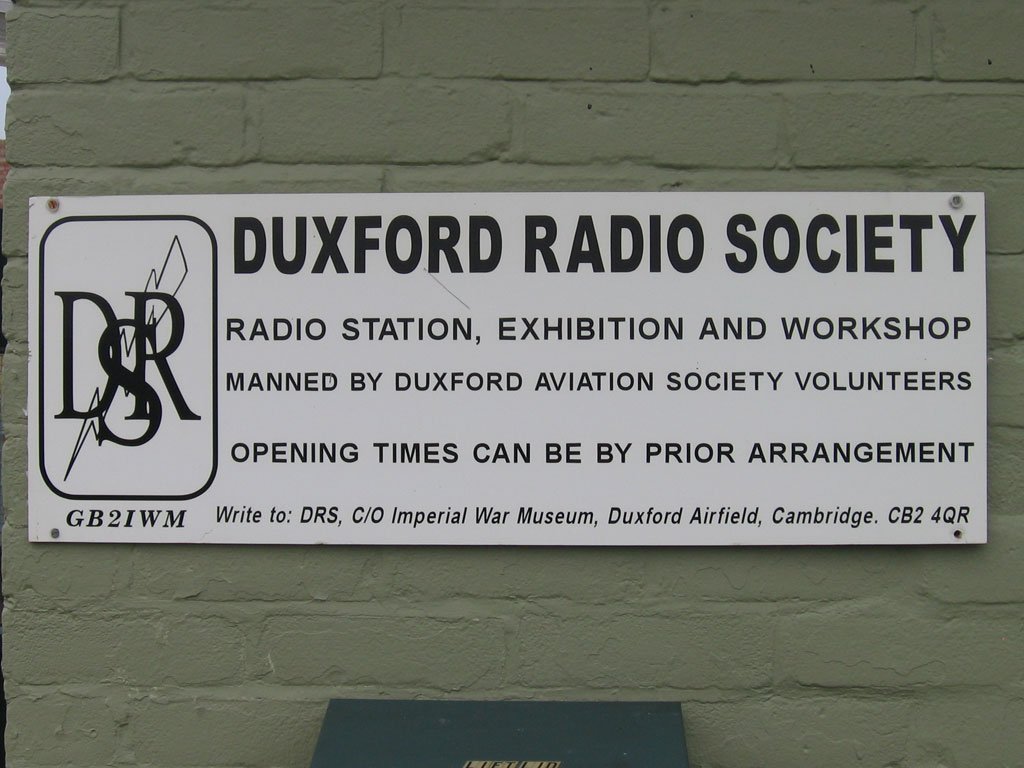 DUXFORD RADIO SOCIETY
RADIO STATION, EXHIBITION AND WORKSHOP
MANNED BY DUXFORD AVIATION SOCIETY VOLUNTEERS
OPENING TIMES CAN BE BY PRIOR ARRANGEMENT
DRS
GB2IWM
Write to: DRS, C/O Imperial War Museum, Duxford Airfield, Cambridge. CB2 4QR